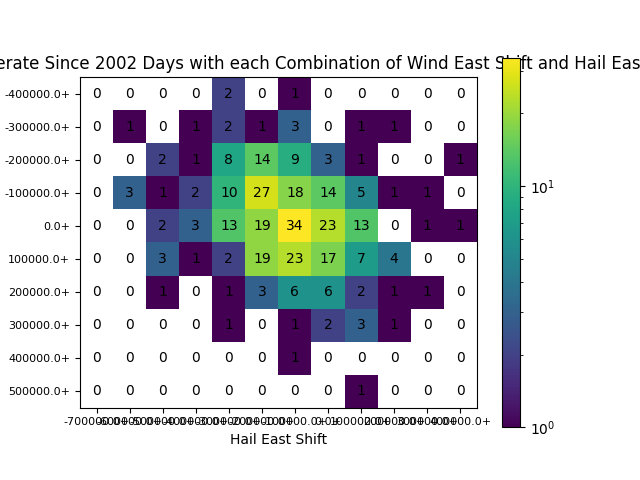 erate Since 2002 Days with each Combination of Wind East Shift and Hail Eas
-400000.0+ 0 0 0 0 2 0 1 0 0 0 0 0
-300000.0+ 0 1 0 1 2 1 3 0 1 1 0 0
-200000.0+ 0 0 2 1 8 14 9 3 1 0 0 1
-100000.0+ 0 3 1 2 10 27 18 14 5 1 1 0
0.0+ 0 0 2 3 13 19 34 23 13 0 1 1
100000.0+ 0 0 3 1 2 19 23 17 7 4 0 0
200000.0+ 0 0 1 0 1 3 6 6 2 1 1 0
300000.0+ 0 0 0 0 1 0 1 2 3 1 0 0
400000.0+ 0 0 0 0 0 0 1 0 0 0 0 0
500000.0+ 0 0 0 0 0 0 0 0 1 0 0 0
Hail East Shift
10¹
10⁰